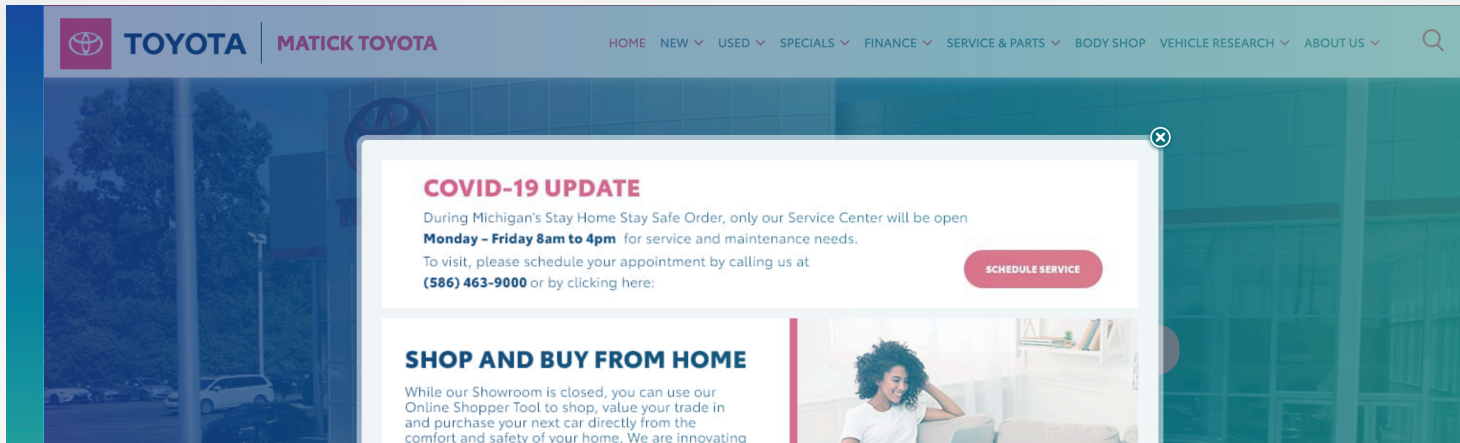 TOYOTA
MATICK TOYOTA
HOME NEW USED SPECIALS FINANCE SERVICE & PARTS BODY SHOP VEHICLE RESEARCH ABOUT US
COVID-19 UPDATE
During Michigan's Stay Home Stay Safe Order, only our Service Center will be open
Monday – Friday 8am to 4pm for service and maintenance needs.
To visit, please schedule your appointment by calling us at
(586) 463-9000 or by clicking here:
SCHEDULE SERVICE
SHOP AND BUY FROM HOME
While our Showroom is closed, you can use our
Online Shopper Tool to shop, value your trade in
and purchase your next car directly from the
comfort and safety of your home. We are innovating